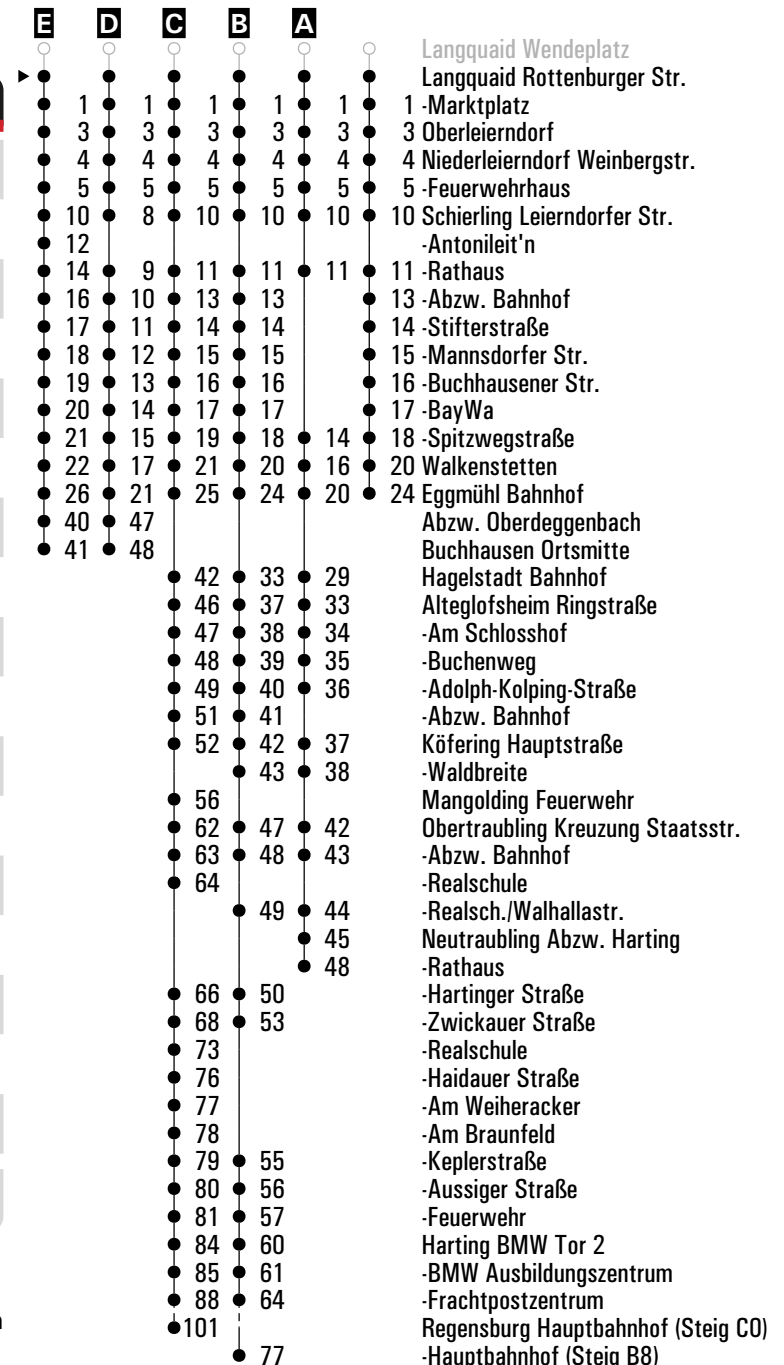 E D C B A
Langquaid Wendeplatz
Langquaid Rottenburger Str.
1 1 1 1 1 1 -Marktplatz
3 3 3 3 3 3 Oberleierndorf
4 4 4 4 4 4 Niederleierndorf Weinbergstr.
5 5 5 5 5 5 -Feuerwehrhaus
10 8 10 10 10 10 Schierling Leierndorfer Str.
12 -Antonileit'n
14 9 11 11 11 11 -Rathaus
16 10 13 13 13 -Abzw. Bahnhof
17 11 14 14 14 -Stifterstraße
18 12 15 15 15 -Mannsdorfer Str.
19 13 16 16 16 -Buchhausener Str.
20 14 17 17 17 -BayWa
21 15 19 18 14 18 -Spitzwegstraße
22 17 21 20 16 20 Walkenstetten
26 21 25 24 20 24 Eggmühl Bahnhof
40 47 Abzw. Oberdeggenbach
41 48 Buchhausen Ortsmitte
42 33 29 Hagelstadt Bahnhof
46 37 33 Alteglofsheim Ringstraße
47 38 34 -Am Schlosshof
48 39 35 -Buchenweg
49 40 36 -Adolph-Kolping-Straße
51 41 -Abzw. Bahnhof
52 42 37 Köfering Hauptstraße
43 38 -Waldbreite
56 Mangolding Feuerwehr
62 47 42 Obertraubling Kreuzung Staatsstr.
63 48 43 -Abzw. Bahnhof
64 -Realschule
49 44 -Realsch./Walhallastr.
45 Neutraubling Abzw. Harting
48 -Rathaus
66 50 -Hartinger Straße
68 53 -Zwickauer Straße
73 -Realschule
76 -Haidauer Straße
77 -Am Weiheracker
78 -Am Braunfeld
79 55 -Keplerstraße
80 56 -Aussiger Straße
81 57 -Feuerwehr
84 60 Harting BMW Tor 2
85 61 -BMW Ausbildungszentrum
88 64 -Frachtpostzentrum
101 Regensburg Hauptbahnhof (Steig C0)
77 -Hauptbahnhof (Steig B8)